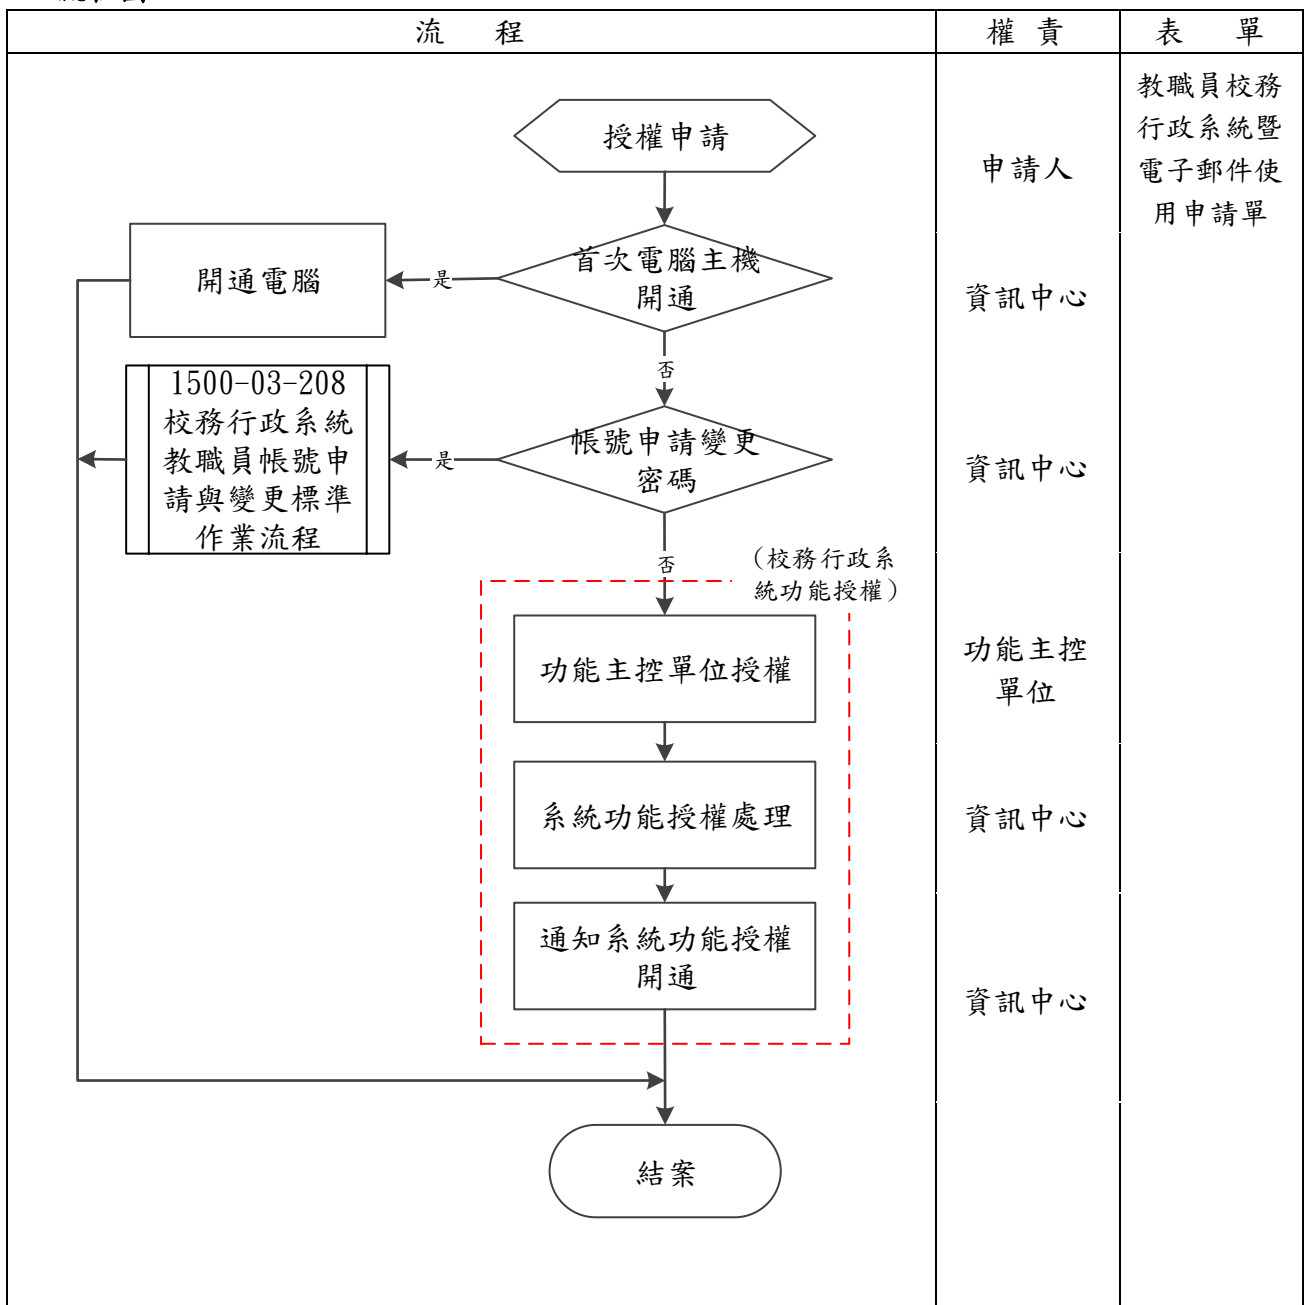 流程
權責
表單
授權申請
申請人
教職員校務
行政系統暨
電子郵件使
用申請單
首次電腦主機
開通
是
開通電腦
資訊中心
否
帳號申請變更
密碼
是
1500-03-208
校務行政系統
教職員帳號申
請與變更標準
作業流程
資訊中心
否
（校務行政系
統功能授權）
功能主控單位授權
功能主控
單位
系統功能授權處理
資訊中心
通知系統功能授權
開通
資訊中心
結案